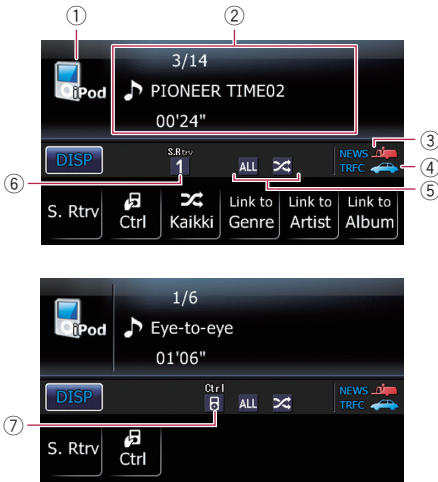 ① ②
3/14
iPod
PIONEER TIME02
00'24"
③
NEWS
④
DISP
S.Rtrv
1
ALL
TRFC
⑥
⑤
S. Rtrv
Ctrl
Kaikki
Link to Genre
Link to Artist
Link to Album
1/6
iPod
Eye-to-eye
01'06"
DISP
Ctrl
ALL
NEWS
TRFC
⑦
S. Rtrv
Ctrl